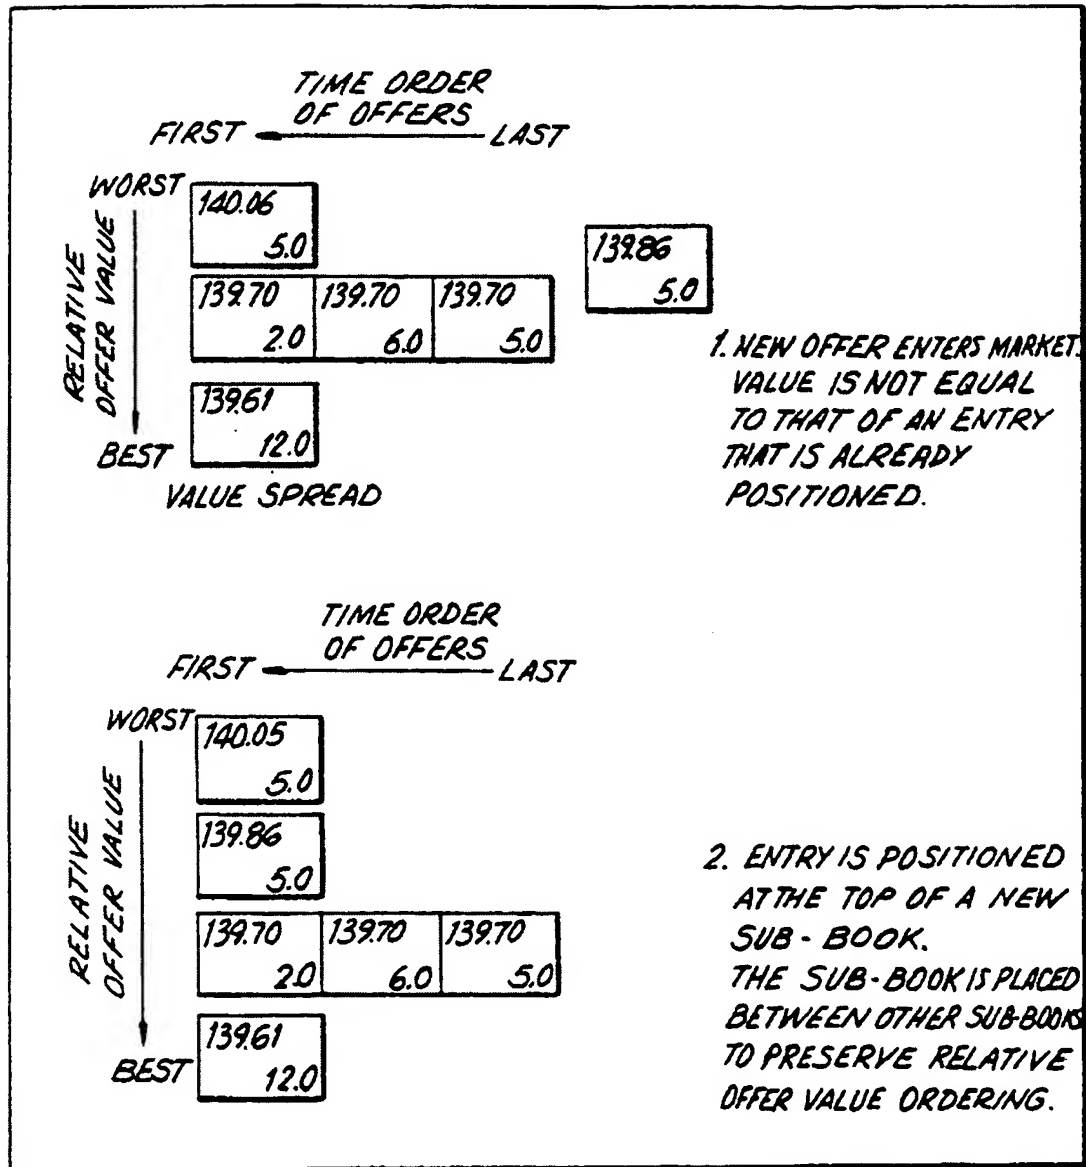 TIME ORDER
OF OFFERS
FIRST LAST
WORST
RELATIVE
OFFER VALUE
BEST
140.06
5.0
139.70 139.70 139.70
2.0 6.0 5.0
139.61
12.0
VALUE SPREAD
139.86
5.0
1. NEW OFFER ENTERS MARKET.
VALUE IS NOT EQUAL
TO THAT OF AN ENTRY
THAT IS ALREADY
POSITIONED.
TIME ORDER
OF OFFERS
FIRST LAST
WORST
RELATIVE
OFFER VALUE
BEST
140.05
5.0
139.86
5.0
139.70 139.70 139.70
2.0 6.0 5.0
139.61
12.0
2. ENTRY IS POSITIONED
AT THE TOP OF A NEW
SUB-BOOK.
THE SUB-BOOK IS PLACED
BETWEEN OTHER SUB-BOOKS
TO PRESERVE RELATIVE
OFFER VALUE ORDERING.